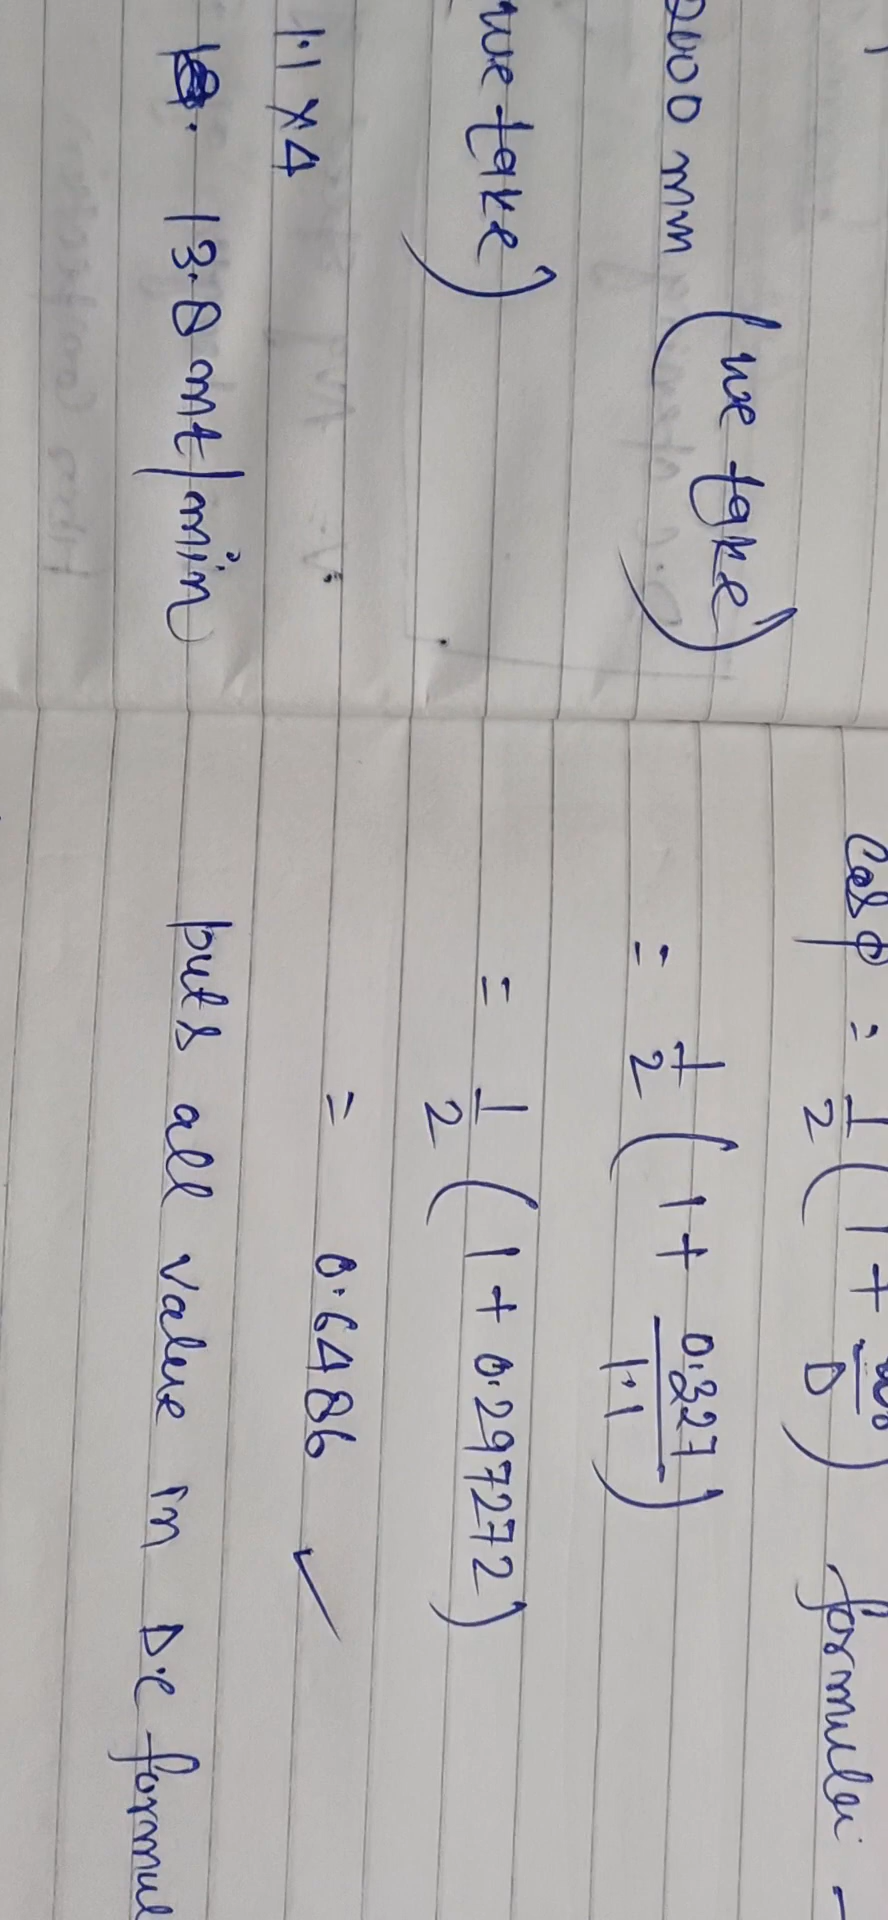 2000 mm (we take)
we take)
1.1 × 4
13.8 mt/min
Cos φ = 1/2 (1 + /D) formulai -
= 1/2 (1 + 0.327/1.1)
= 1/2 (1 + 0.297272)
= 0.6486 ✓
puts all value in D.C formul